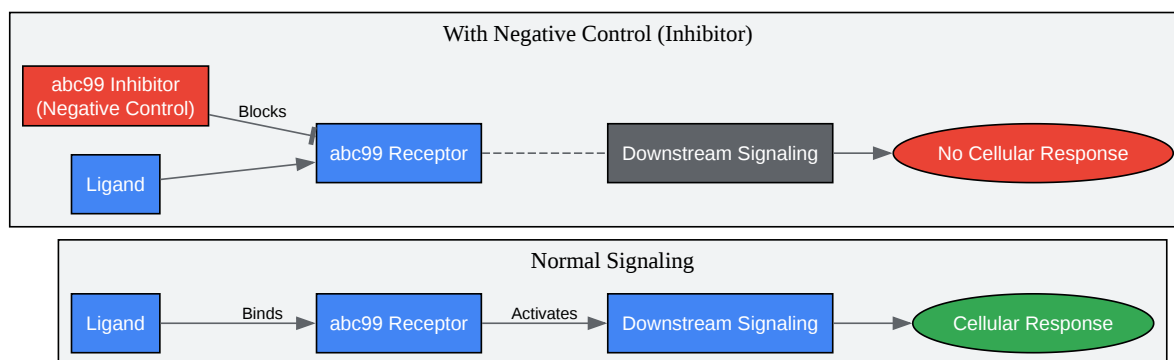 With Negative Control (Inhibitor)
abc99 Inhibitor
(Negative Control)
Blocks
Ligand
abc99 Receptor
Downstream Signaling
No Cellular Response
Normal Signaling
Ligand
Binds
abc99 Receptor
Activates
Downstream Signaling
Cellular Response